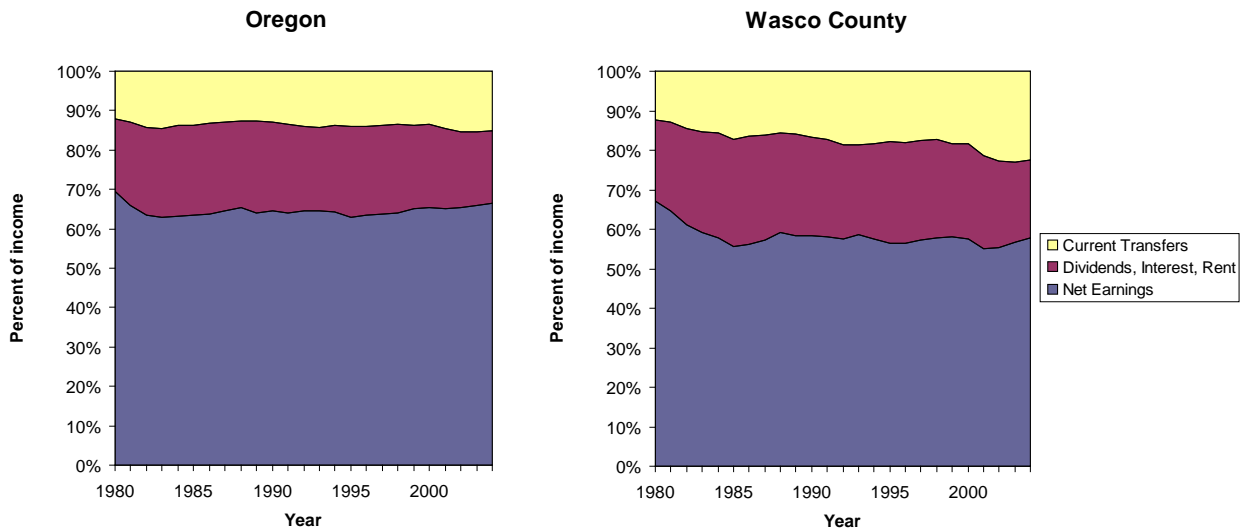 Oregon
100%
90%
80%
70%
60%
50%
40%
30%
20%
10%
0%
Percent of income
1980 1985 1990 1995 2000
Year
Wasco County
100%
90%
80%
70%
60%
50%
40%
30%
20%
10%
0%
Percent of income
1980 1985 1990 1995 2000
Year
Current Transfers
Dividends, Interest, Rent
Net Earnings